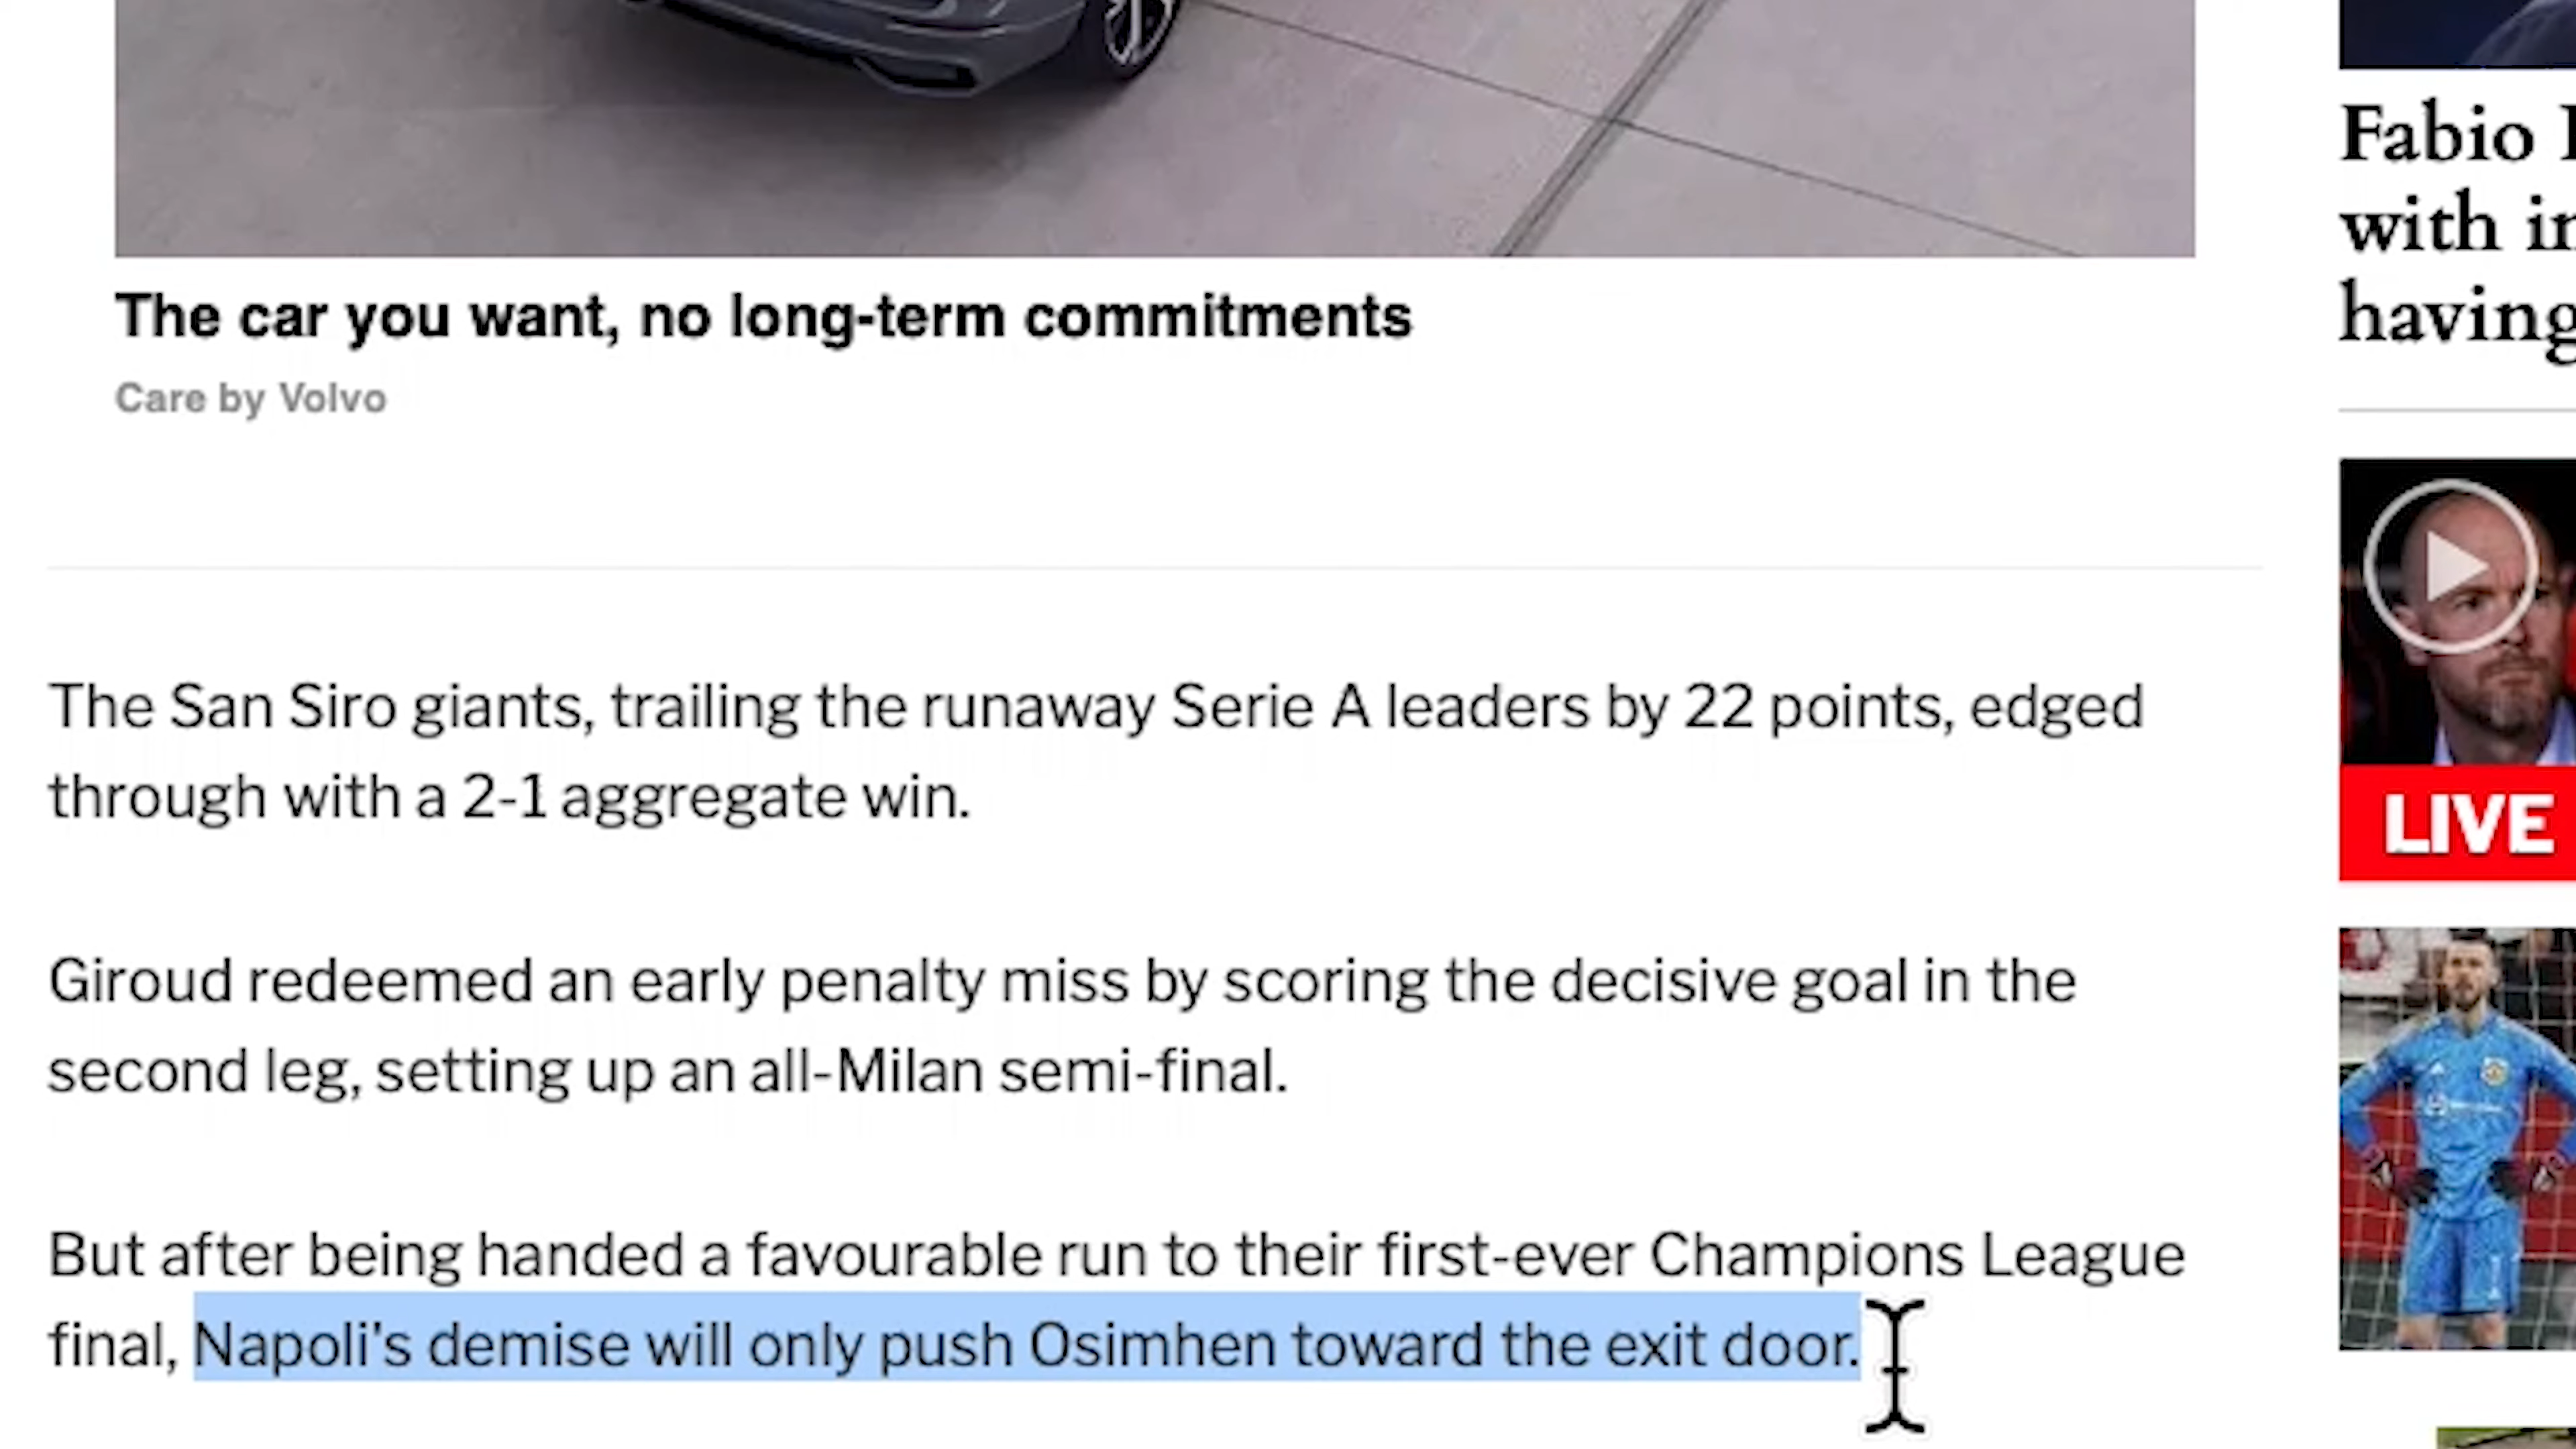 The car you want, no long-term commitments
Care by Volvo
The San Siro giants, trailing the runaway Serie A leaders by 22 points, edged
through with a 2-1 aggregate win.
Giroud redeemed an early penalty miss by scoring the decisive goal in the
second leg, setting up an all-Milan semi-final.
But after being handed a favourable run to their first-ever Champions League
final, Napoli's demise will only push Osimhen toward the exit door.
Fabio
with
having
LIVE